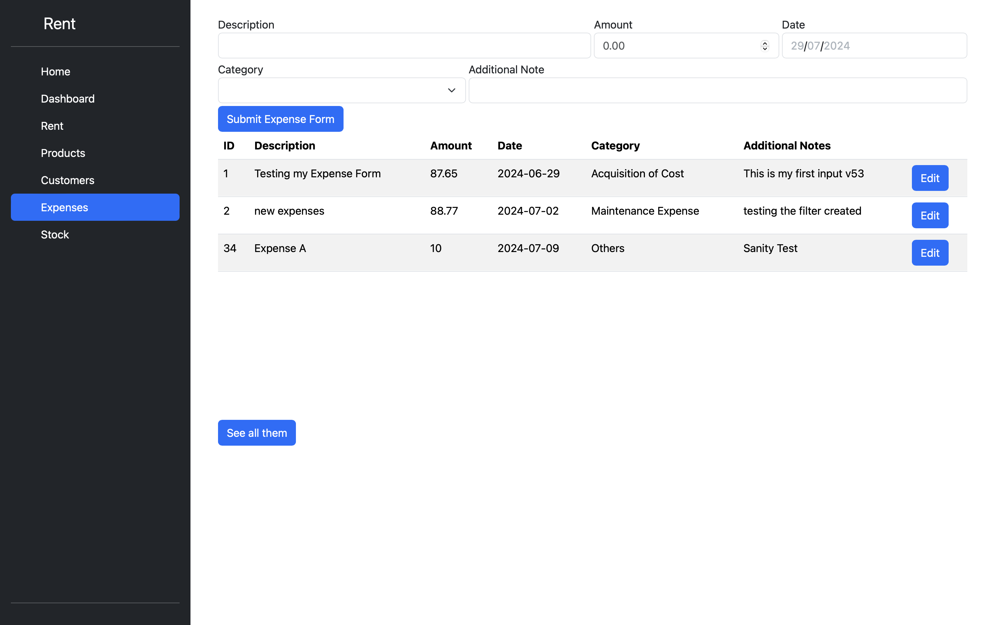 Rent
Home
Dashboard
Rent
Products
Customers
Expenses
Stock
Description Amount Date
0.00 29/07/2024
Category Additional Note
Submit Expense Form
ID Description Amount Date Category Additional Notes
1 Testing my Expense Form 87.65 2024-06-29 Acquisition of Cost This is my first input v53 Edit
2 new expenses 88.77 2024-07-02 Maintenance Expense testing the filter created Edit
34 Expense A 10 2024-07-09 Others Sanity Test Edit
See all them